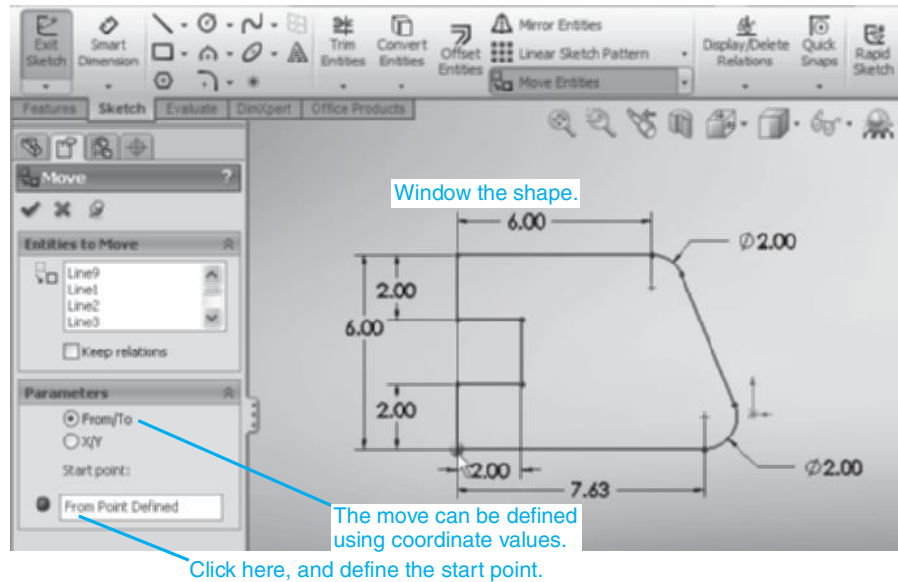 Exit
Sketch
Smart
Dimension
Trim
Entities
Convert
Entities
Offset
Entities
Mirror Entities
Linear Sketch Pattern
Move Entities
Display/Delete
Relations
Quick
Snaps
Rapid
Sketch
Features
Sketch
Evaluate
DimXpert
Office Products
Move
?
Entities to Move
Line9
Line1
Line2
Line3
Keep relations
Parameters
From/To
X/Y
Start point:
From Point Defined
Window the shape.
6.00
Ø2.00
2.00
6.00
2.00
2.00
7.63
Ø2.00
The move can be defined
using coordinate values.
Click here, and define the start point.